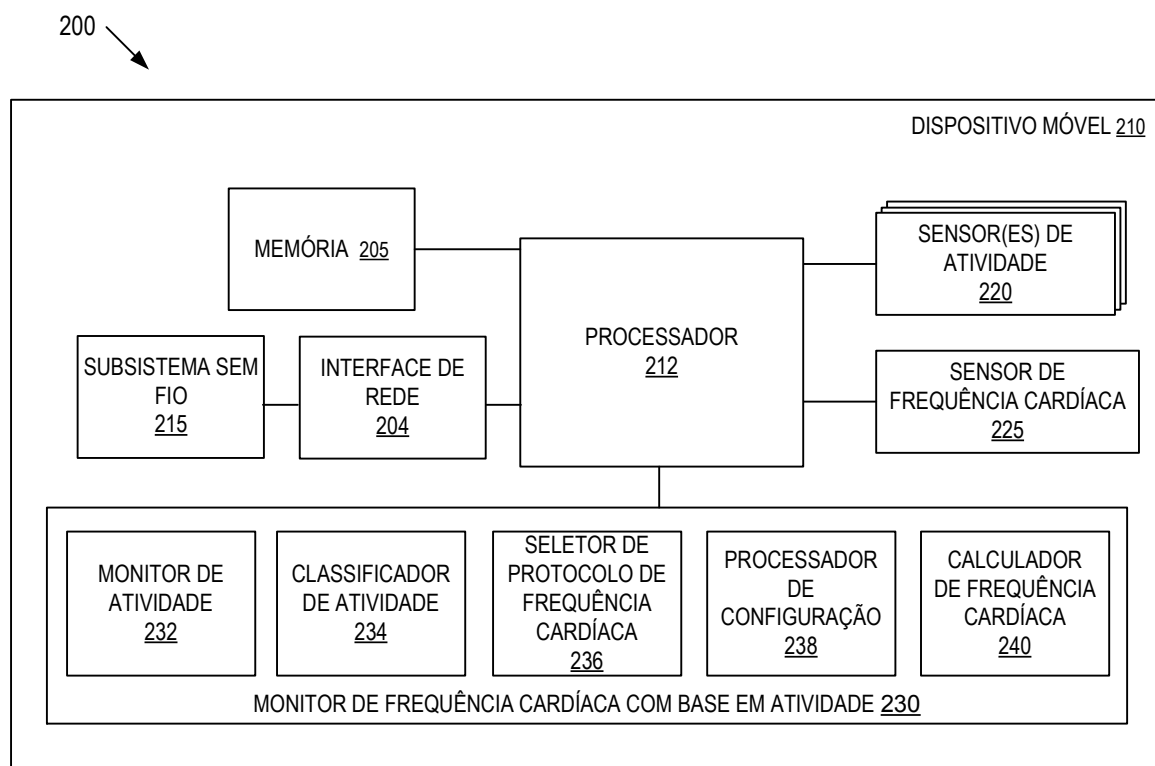 200
DISPOSITIVO MÓVEL 210
MEMÓRIA 205
PROCESSADOR
212
SENSOR(ES) DE
ATIVIDADE
220
SUBSISTEMA SEM
FIO
215
INTERFACE DE
REDE
204
SENSOR DE
FREQUÊNCIA CARDÍACA
225
MONITOR DE
ATIVIDADE
232
CLASSIFICADOR
DE ATIVIDADE
234
SELETOR DE
PROTOCOLO DE
FREQUÊNCIA
CARDÍACA
236
PROCESSADOR
DE
CONFIGURAÇÃO
238
CALCULADOR
DE FREQUÊNCIA
CARDÍACA
240
MONITOR DE FREQUÊNCIA CARDÍACA COM BASE EM ATIVIDADE 230